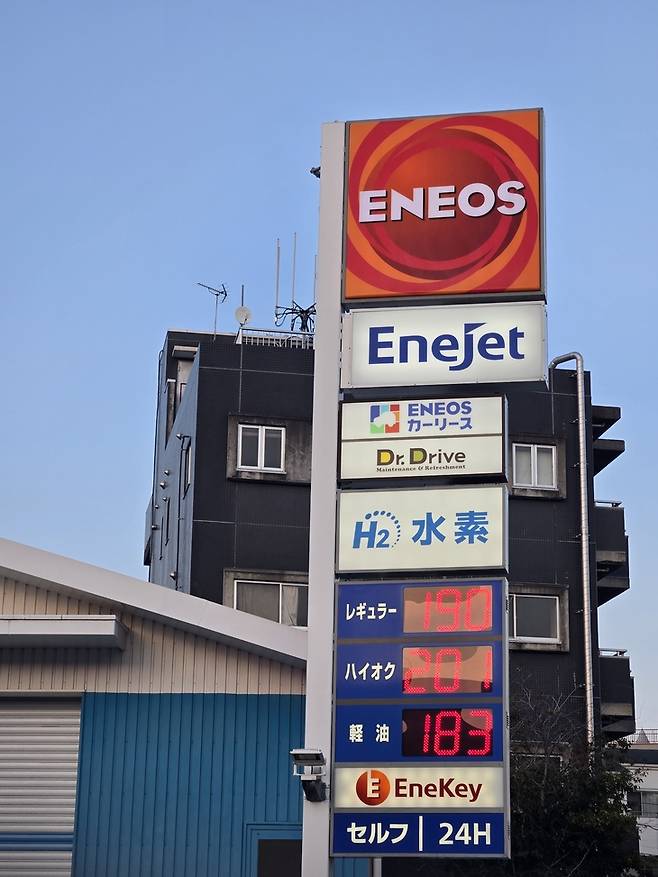 ENEOS
EneJet
ENEOS
カーリース
Dr. Drive
Maintenance & Refreshment
H2 水素
レギュラー 190
ハイオク 201
軽油 183
E EneKey
セルフ | 24H